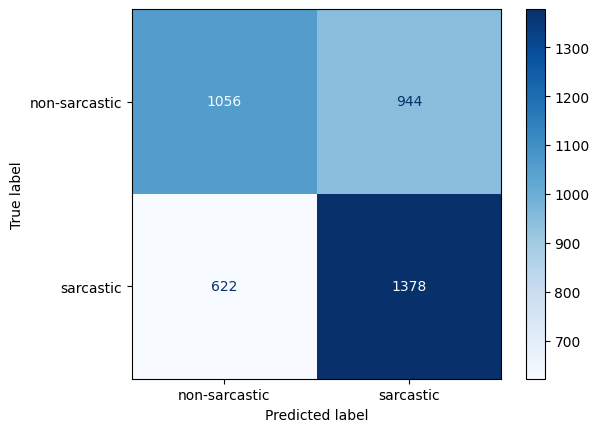 non-sarcastic
sarcastic
True label
1056
944
622
1378
non-sarcastic
sarcastic
Predicted label
1300
1200
1100
1000
900
800
700